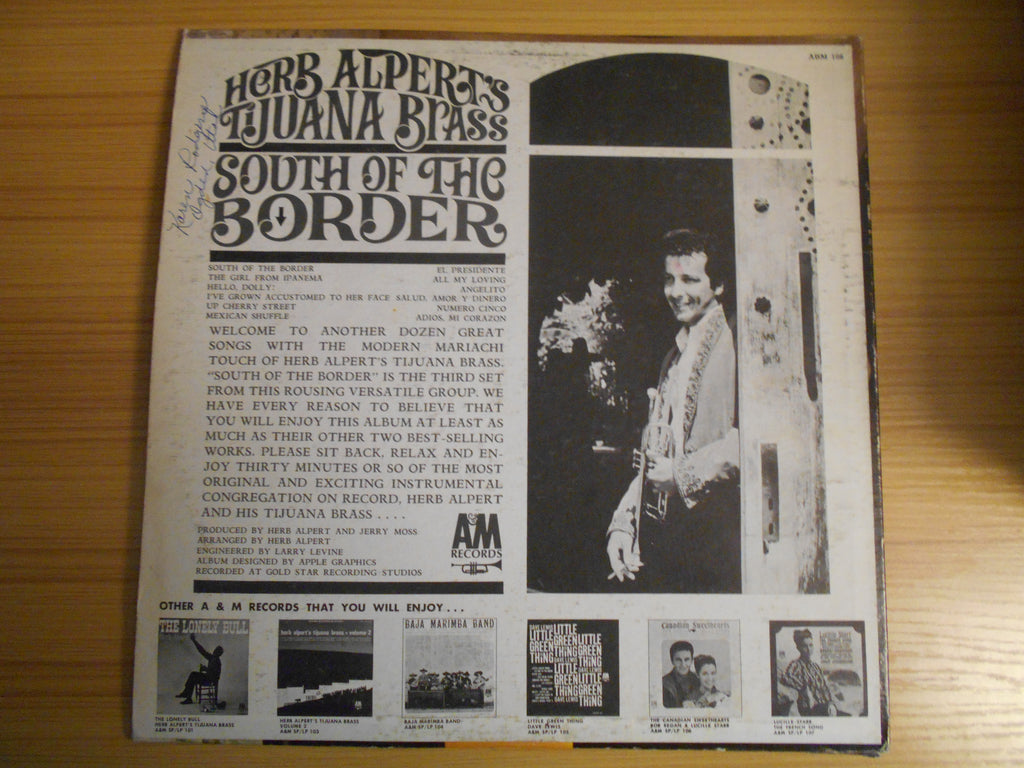 HERB ALPERT'S
TIJUANA BRASS
SOUTH OF THE
BORDER
A&M 108
Karen
Ogden, Utah
SOUTH OF THE BORDER
THE GIRL FROM IPANEMA
HELLO, DOLLY!
I'VE GROWN ACCUSTOMED TO HER FACE
UP CHERRY STREET
MEXICAN SHUFFLE
EL PRESIDENTE
ALL MY LOVING
ANGELITO
SALUD, AMOR Y DINERO
NUMERO CINCO
ADIOS, MI CORAZON
WELCOME TO ANOTHER DOZEN GREAT
SONGS WITH THE MODERN MARIACHI
TOUCH OF HERB ALPERT'S TIJUANA BRASS.
"SOUTH OF THE BORDER" IS THE THIRD SET
FROM THIS ROUSING VERSATILE GROUP. WE
HAVE EVERY REASON TO BELIEVE THAT
YOU WILL ENJOY THIS ALBUM AT LEAST AS
MUCH AS THEIR OTHER TWO BEST-SELLING
WORKS. PLEASE SIT BACK, RELAX AND EN-
JOY THIRTY MINUTES OR SO OF THE MOST
ORIGINAL AND EXCITING INSTRUMENTAL
CONGREGATION ON RECORD, HERB ALPERT
AND HIS TIJUANA BRASS . . . .
PRODUCED BY HERB ALPERT AND JERRY MOSS
ARRANGED BY HERB ALPERT
ENGINEERED BY LARRY LEVINE
ALBUM DESIGNED BY APPLE GRAPHICS
RECORDED AT GOLD STAR RECORDING STUDIOS
A&M
RECORDS
OTHER A & M RECORDS THAT YOU WILL ENJOY . . .
THE LONELY BULL
THE LONELY BULL
HERB ALPERT'S TIJUANA BRASS
A&M SP/LP 101
herb alpert's tijuana brass • volume 2
HERB ALPERT'S TIJUANA BRASS
VOLUME 2
A&M SP/LP 103
BAJA MARIMBA BAND
BAJA MARIMBA BAND
A&M SP/LP 104
LITTLE GREEN THING
DAVE LEWIS
A&M SP/LP 105
Canadian Sweethearts
THE CANADIAN SWEETHEARTS
BOB REGAN & LUCILLE STARR
A&M SP/LP 106
LUCILLE STARR
THE FRENCH SONG
A&M SP/LP 107